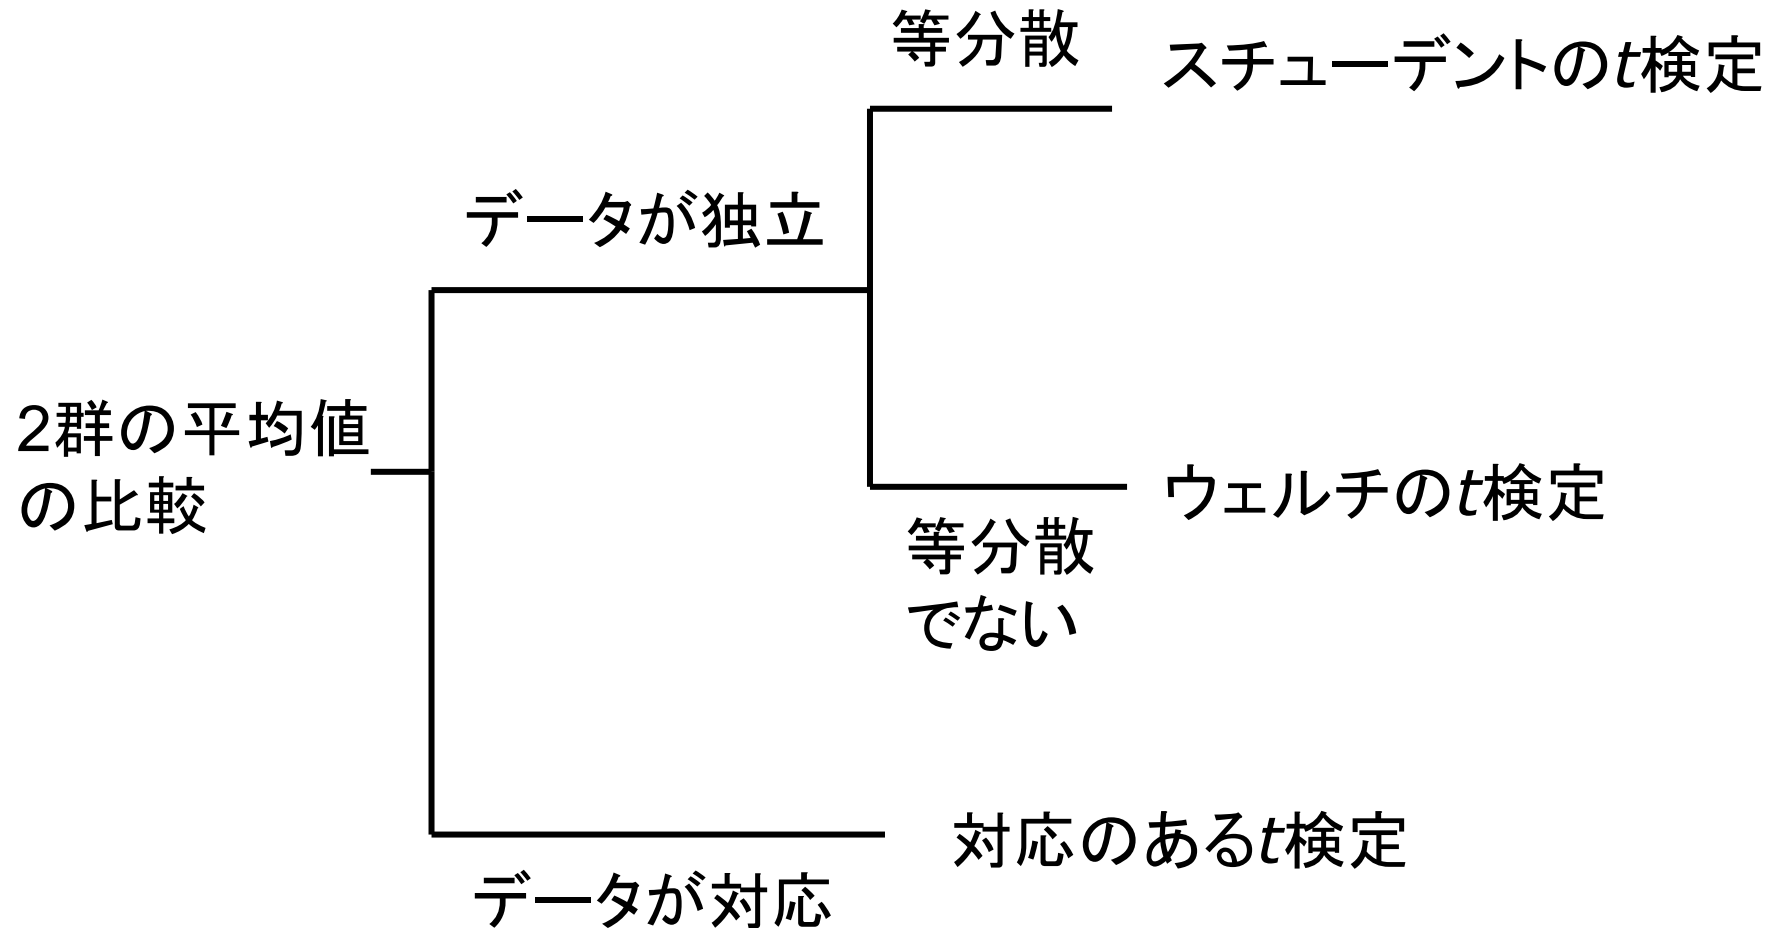 等分散
スチューデントのt検定
データが独立
2群の平均値
の比較
ウェルチのt検定
等分散
でない
対応のあるt検定
データが対応